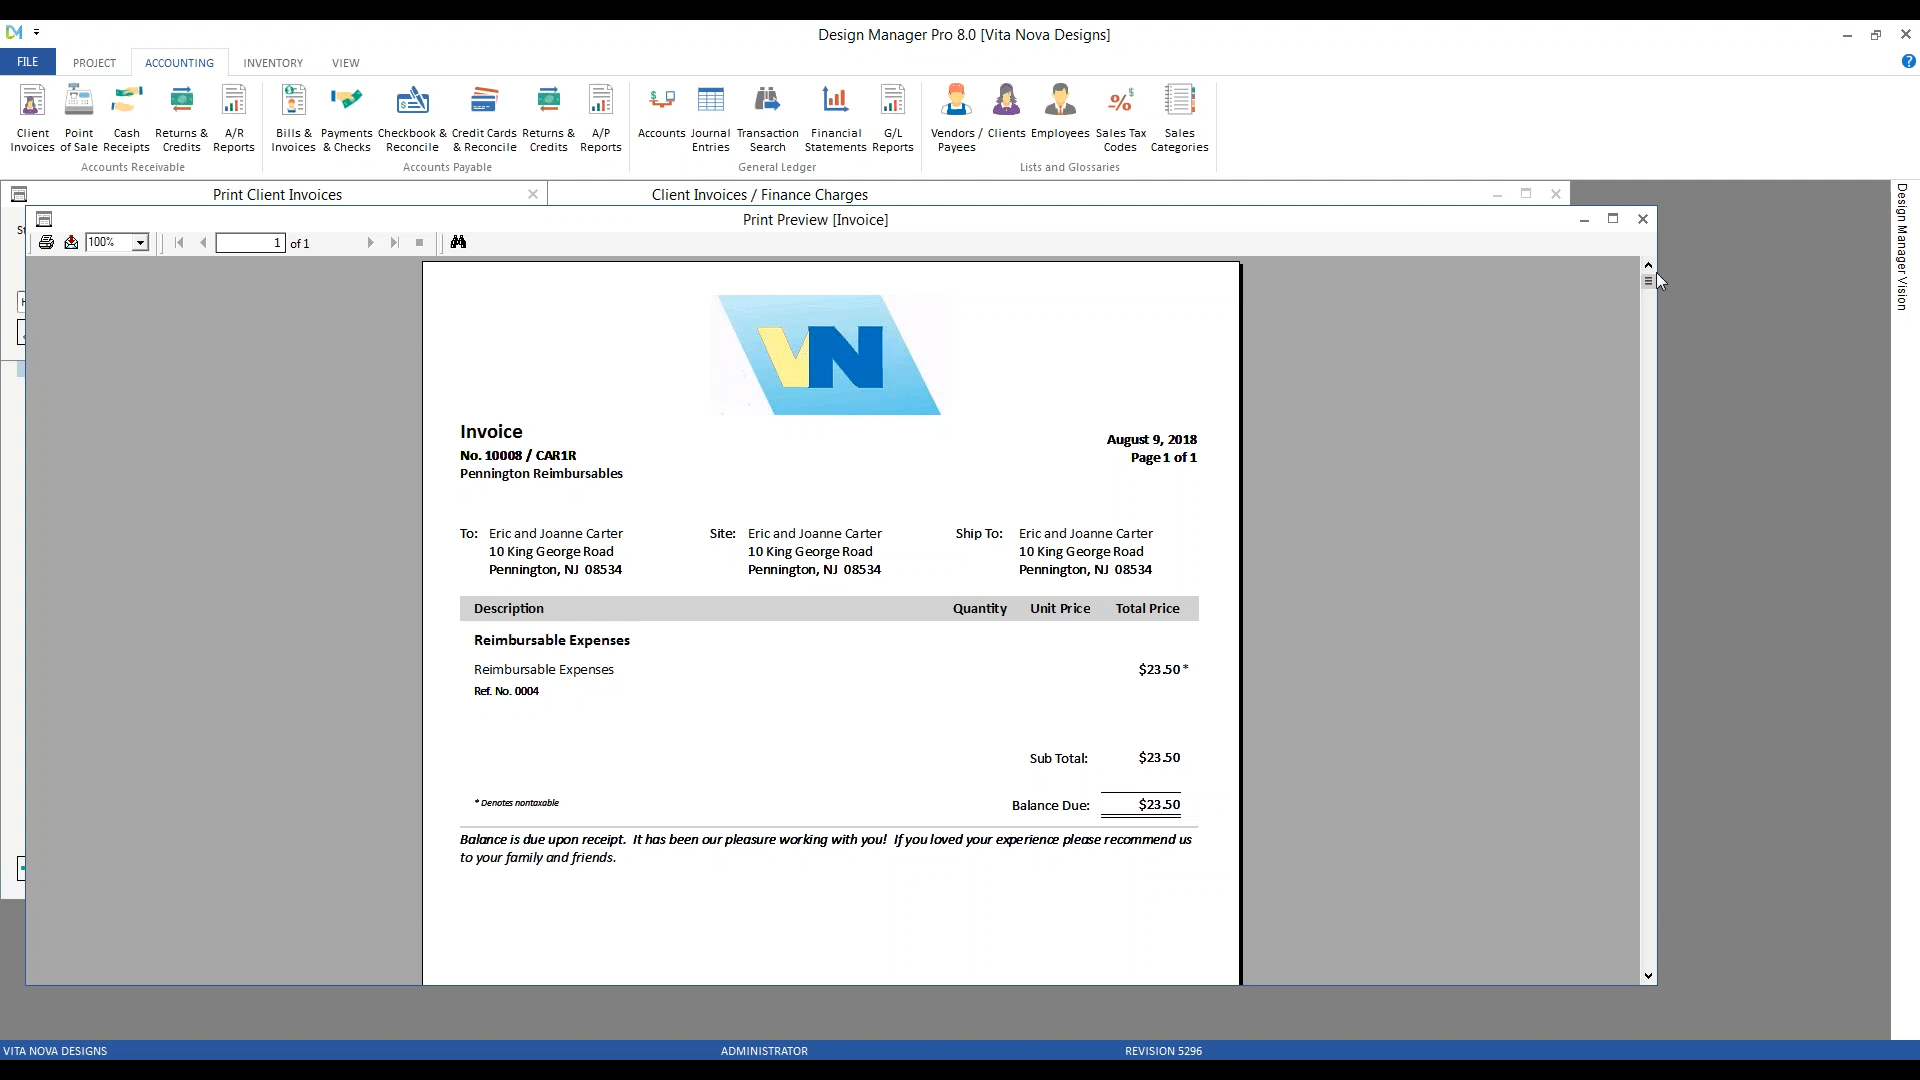 Design Manager Pro 8.0 [Vita Nova Designs]
FILE PROJECT ACCOUNTING INVENTORY VIEW
Client Invoices Point of Sale Cash Receipts Returns & Credits A/R Reports
Accounts Receivable
Bills & Invoices Payments & Checks Checkbook & Reconcile Credit Cards & Reconcile Returns & Credits A/P Reports
Accounts Payable
Accounts Journal Entries Transaction Search Financial Statements G/L Reports
General Ledger
Vendors / Payees Clients Employees Sales Tax Codes Sales Categories
Lists and Glossaries
Print Client Invoices Client Invoices / Finance Charges
Print Preview [Invoice]
100% 1 of 1
Design Manager Vision
VN
Invoice
No. 10008 / CAR1R
Pennington Reimbursables
August 9, 2018
Page 1 of 1
To: Eric and Joanne Carter
10 King George Road
Pennington, NJ 08534
Site: Eric and Joanne Carter
10 King George Road
Pennington, NJ 08534
Ship To: Eric and Joanne Carter
10 King George Road
Pennington, NJ 08534
Description Quantity Unit Price Total Price
Reimbursable Expenses
Reimbursable Expenses $23.50 *
Ref. No. 0004
Sub Total: $23.50
* Denotes nontaxable Balance Due: $23.50
Balance is due upon receipt. It has been our pleasure working with you! If you loved your experience please recommend us
to your family and friends.
VITA NOVA DESIGNS ADMINISTRATOR REVISION 5296